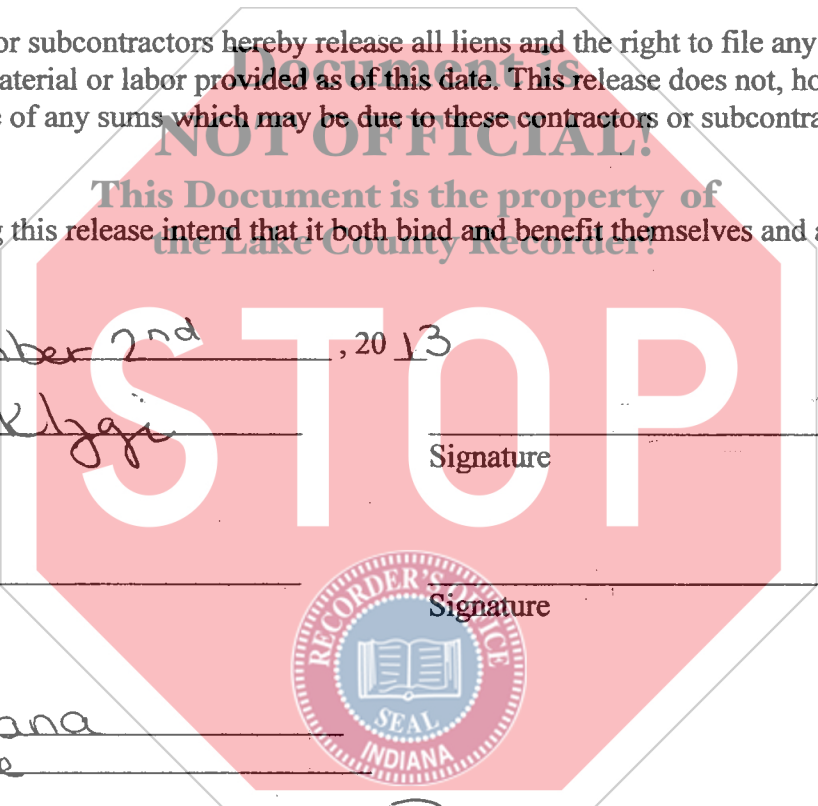 or subcontractors hereby release all liens and the right to file any
Document is
aterial or labor provided as of this date. This release does not, ho
e of any sums which may be due to these contractors or subcontra
NOT OFFICIAL!
This Document is the property of
g this release intend that it both bind and benefit themselves and a
the Lake County Recorder!
ber 2nd , 20 13
STOP
Signature
Signature
RECORDER'S OFFICE
SEAL
INDIANA
ana
e